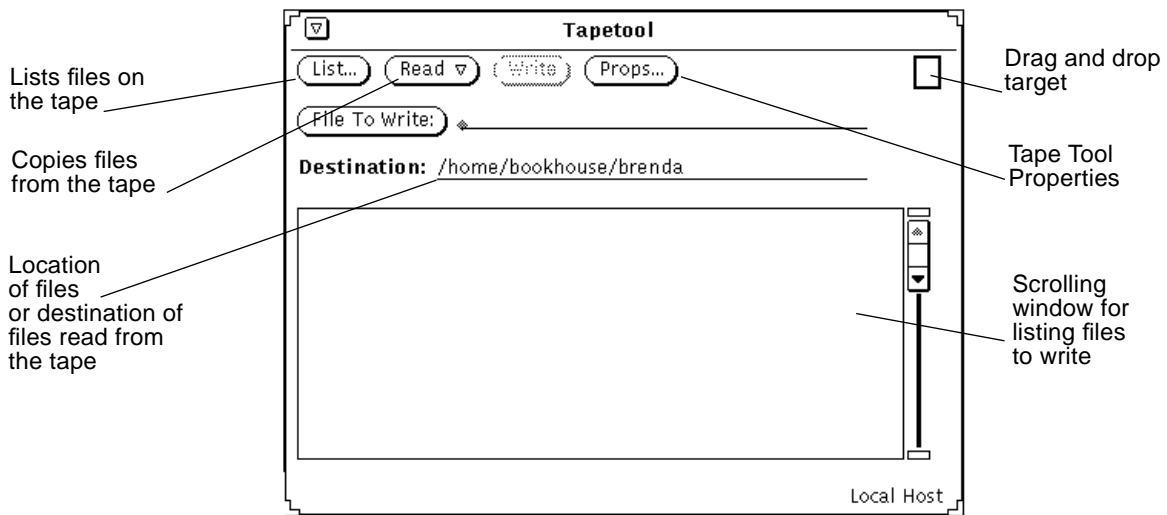 Tapetool
List...
Read
Write
Props...
File To Write:
Destination: /home/bookhouse/brenda
Local Host
Lists files on
the tape
Copies files
from the tape
Location
of files
or destination of
files read from
the tape
Drag and drop
target
Tape Tool
Properties
Scrolling
window for
listing files
to write